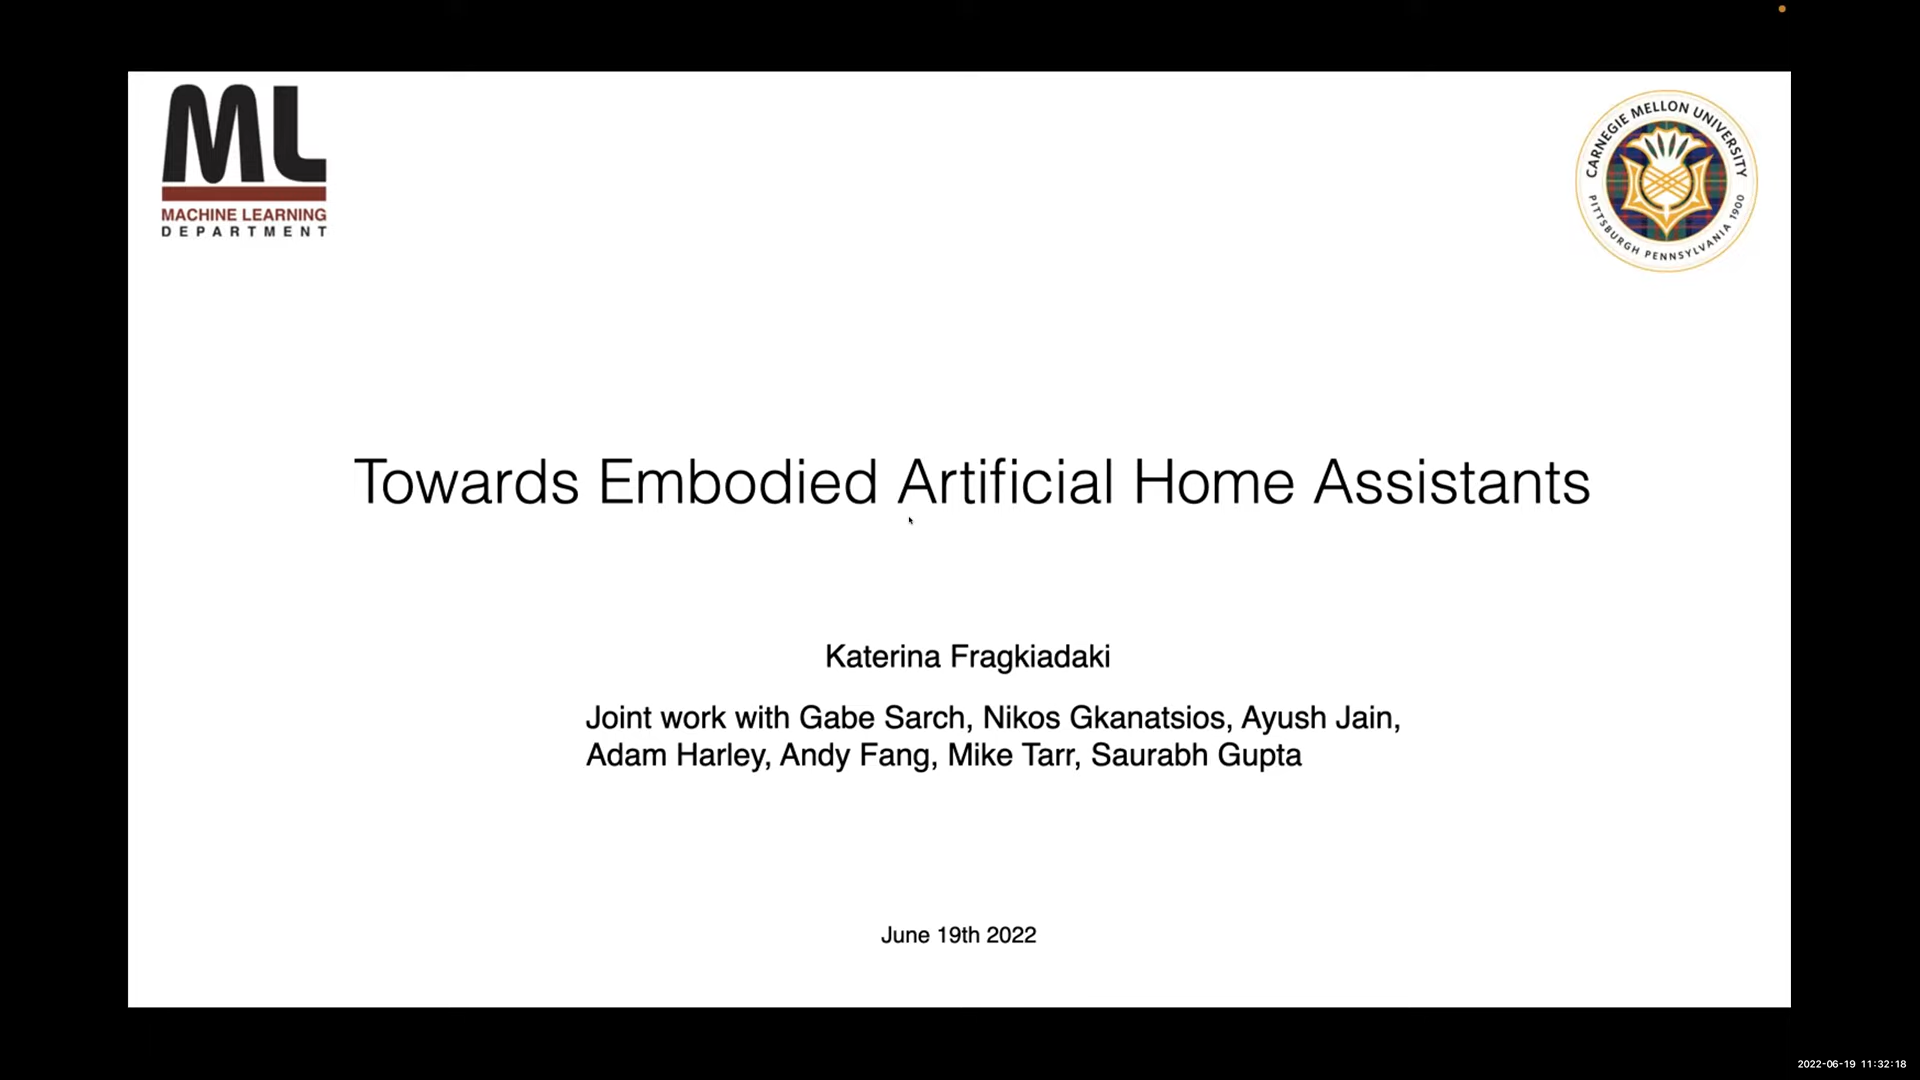 ML
MACHINE LEARNING
DEPARTMENT
CARNEGIE MELLON UNIVERSITY
PITTSBURGH PENNSYLVANIA 1900
Towards Embodied Artificial Home Assistants
Katerina Fragkiadaki
Joint work with Gabe Sarch, Nikos Gkanatsios, Ayush Jain,
Adam Harley, Andy Fang, Mike Tarr, Saurabh Gupta
June 19th 2022
2022-06-19 11:32:18